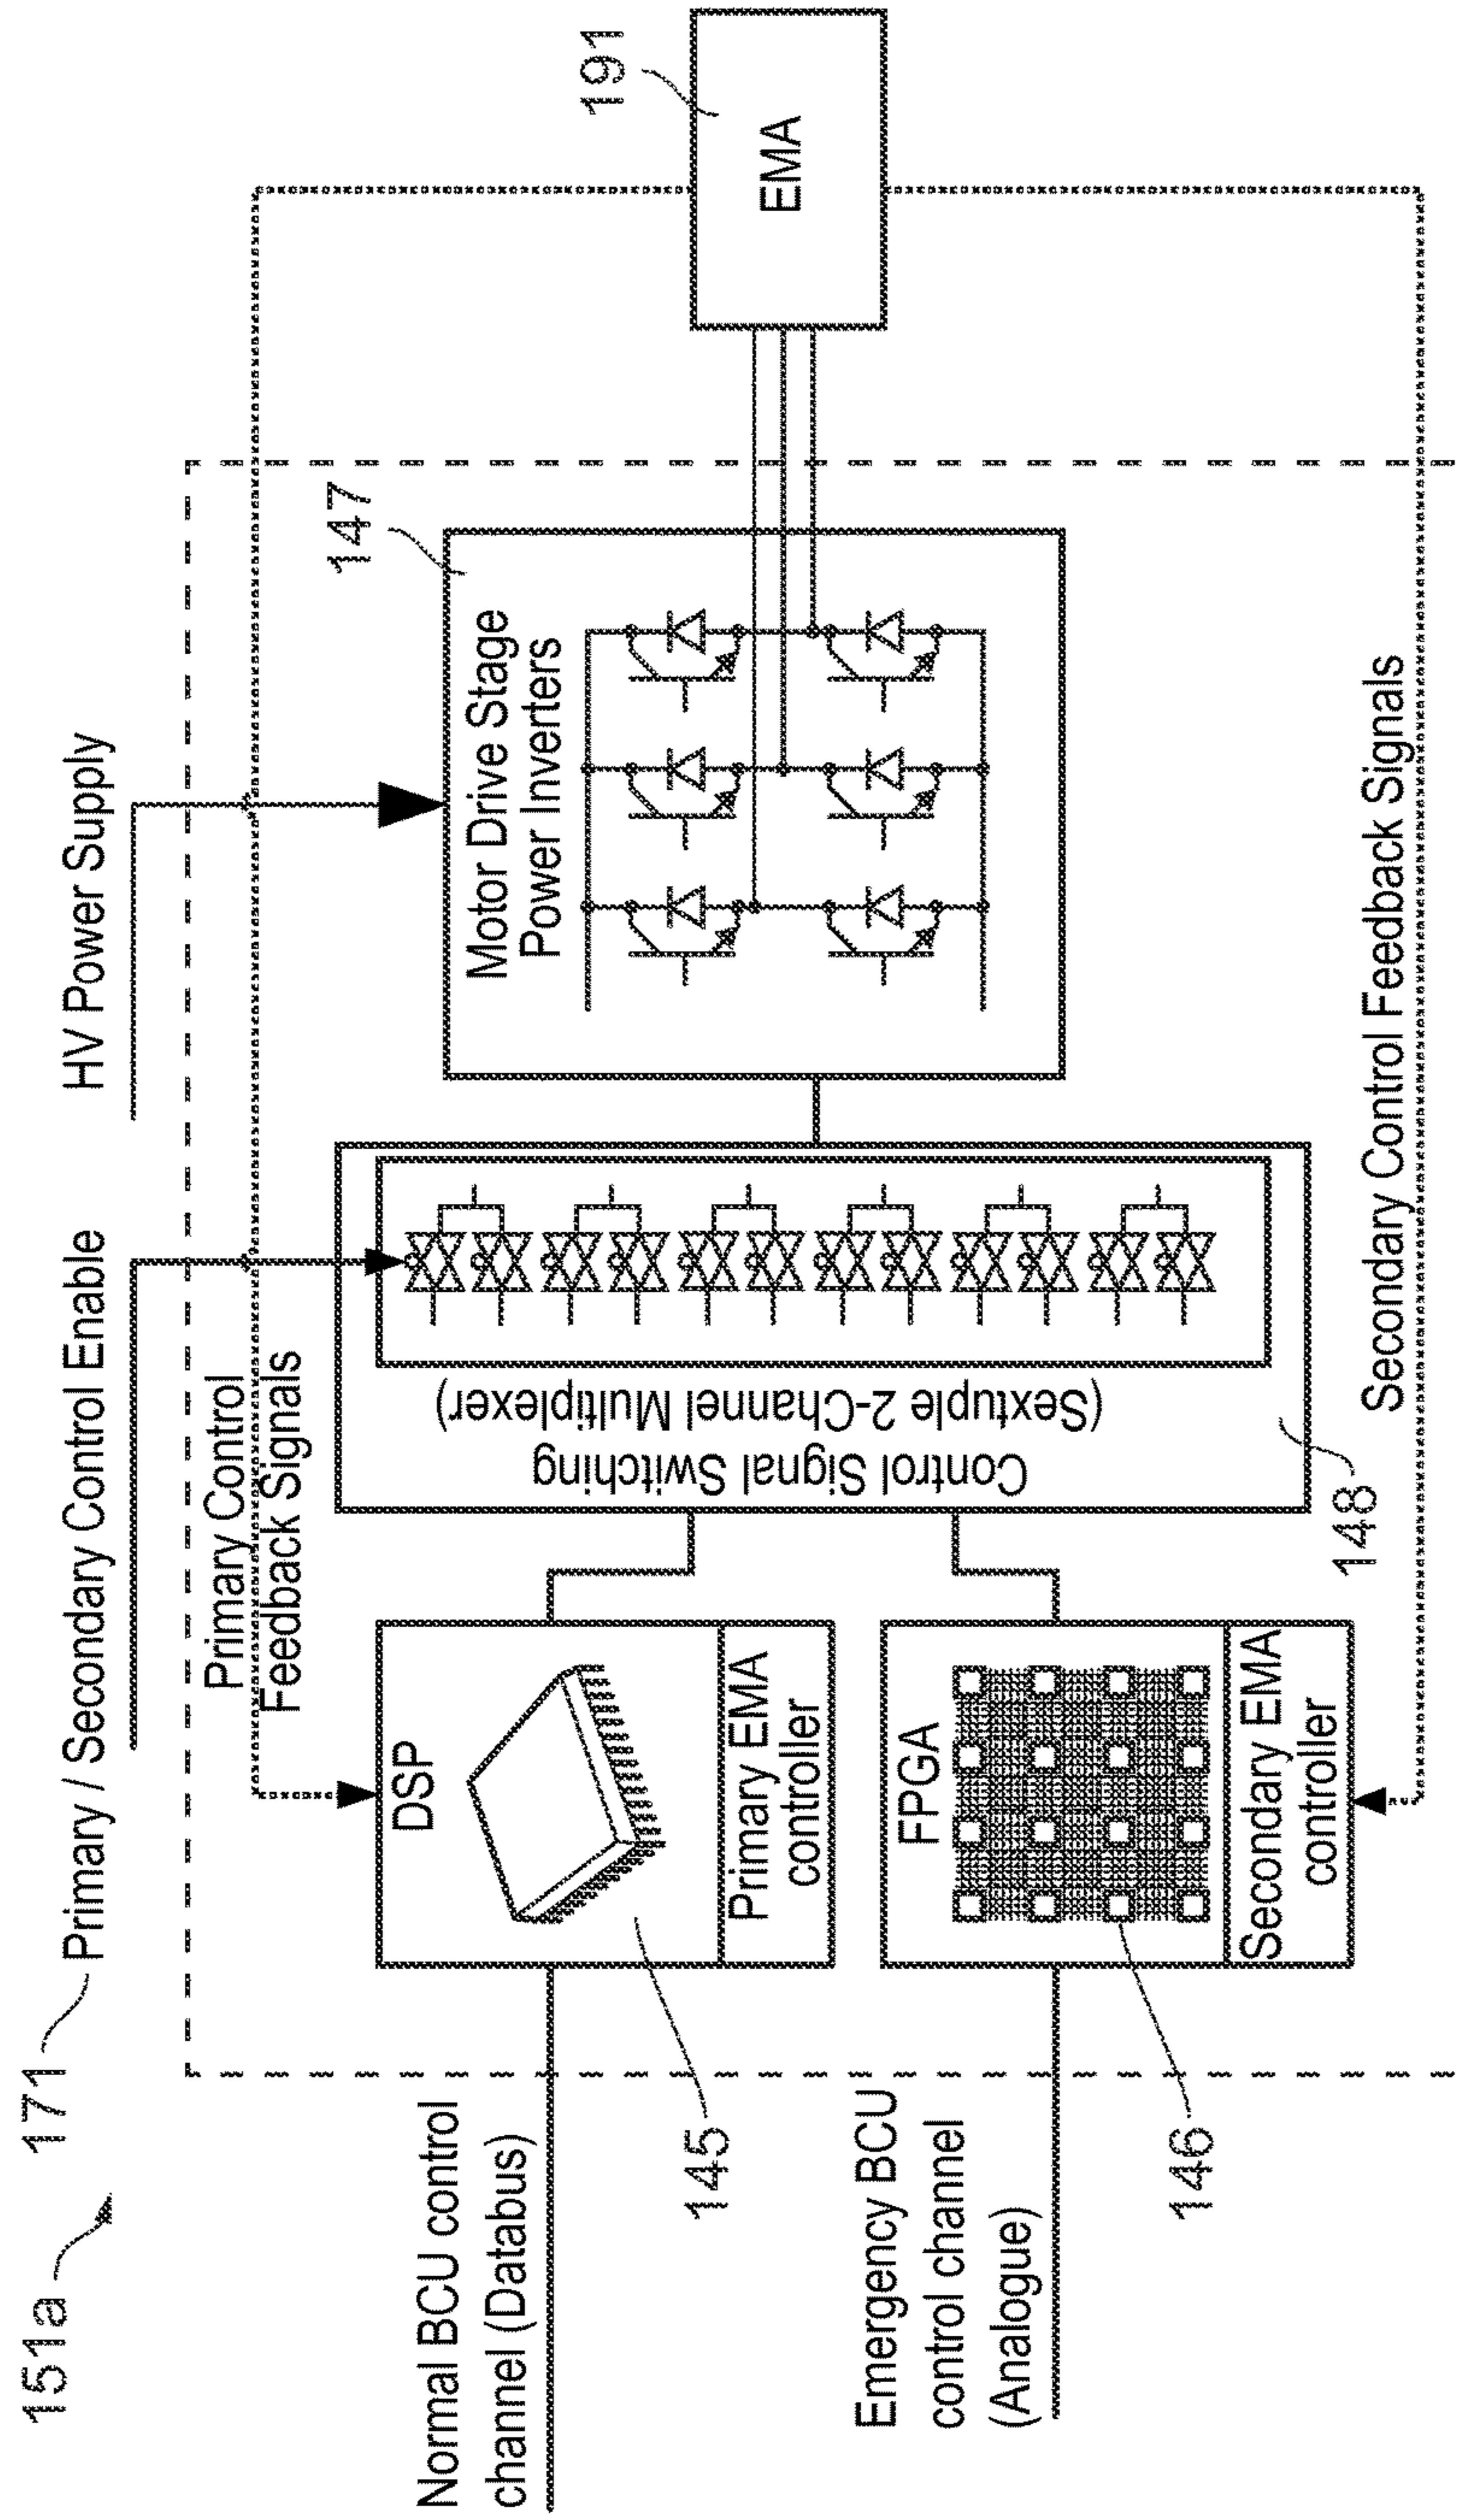 151a
171
Primary / Secondary Control Enable
HV Power Supply
Primary Control
Feedback Signals
147
191
Normal BCU control
channel (Databus)
DSP
Primary EMA
controller
145
Emergency BCU
control channel
(Analogue)
FPGA
Secondary EMA
controller
146
Control Signal Switching
(Sextuple 2-Channel Multiplexer)
148
Motor Drive Stage
Power Inverters
EMA
Secondary Control Feedback Signals